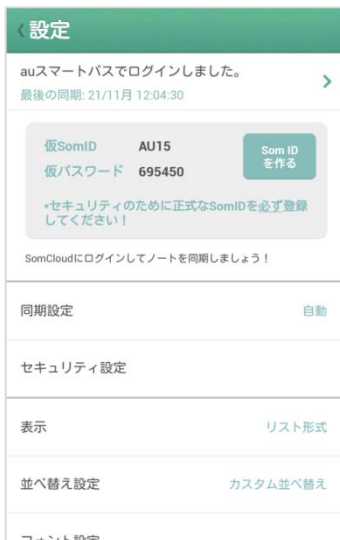 設定
auスマートパスでログインしました。
最後の同期: 21/11月 12:04:30
仮SomID AU15
Som iD
を作る
仮パスワード 695450
*セキュリティのために正式なSomIDを必ず登録
してください！
SomCloudにログインしてノートを同期しましょう！
同期設定 自動
セキュリティ設定
表示 リスト形式
並べ替え設定 カスタム並べ替え
フォント設定